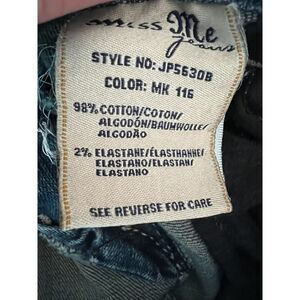 miss Me
jeans
STYLE NO: JP5630B
COLOR: MK 116
98% COTTON/COTON/
ALGODÓN/BAUMWOLLE/
ALGODÃO
2% ELASTANE/ÉLASTHANNE/
ELASTANO/ELASTAN/
ELASTANO
SEE REVERSE FOR CARE